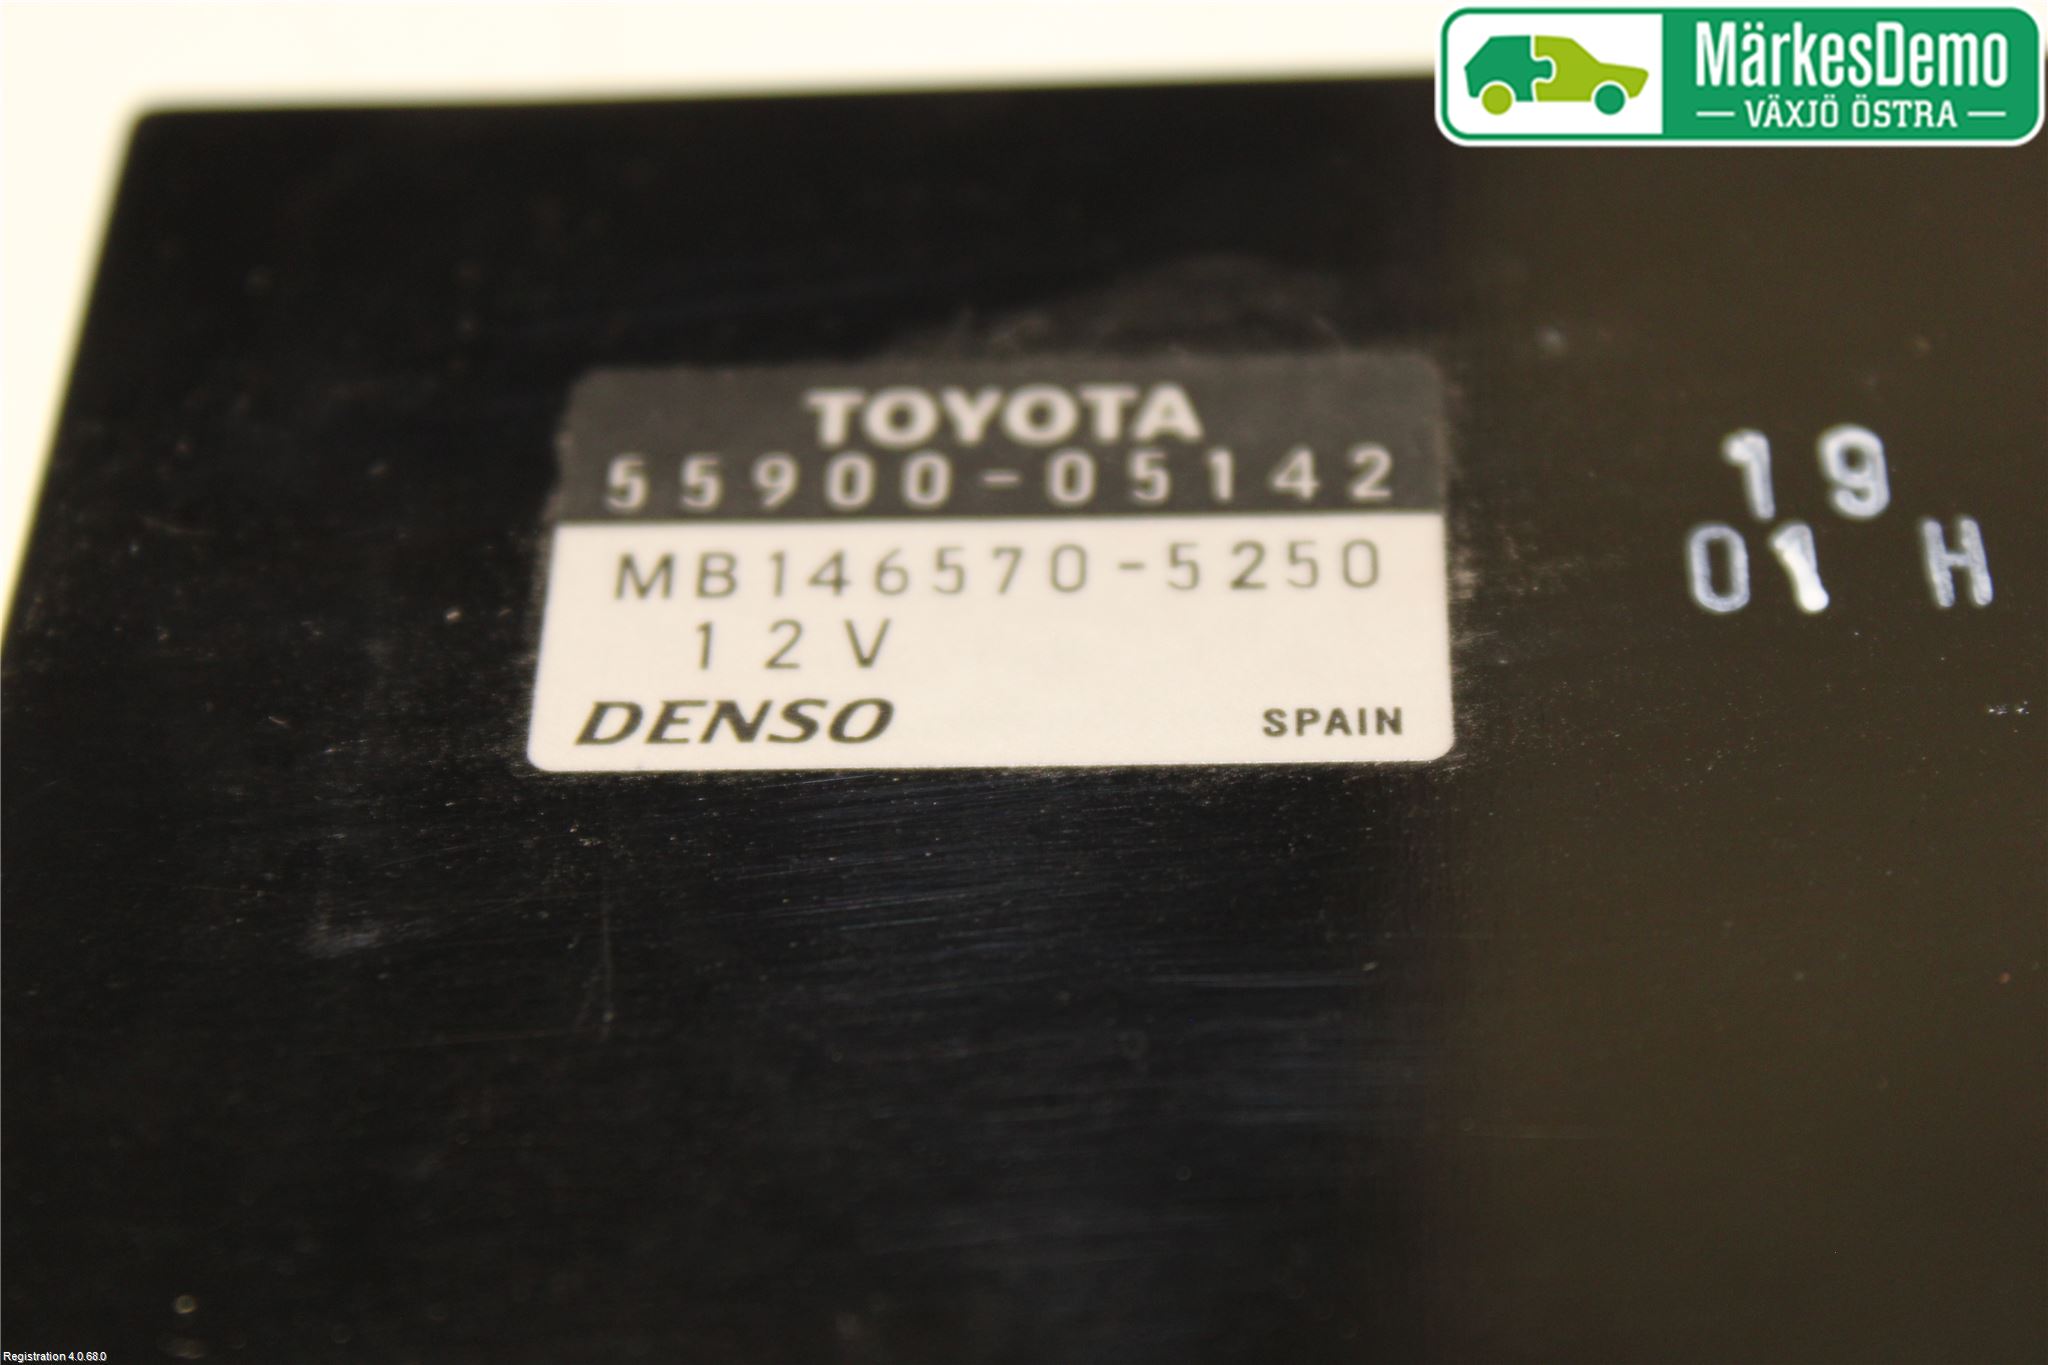 MärkesDemo
VÄXJÖ ÖSTRA
TOYOTA
55900-05142
MB146570-5250
12V
DENSO SPAIN
19
01 H
Registration 4.0.68.0